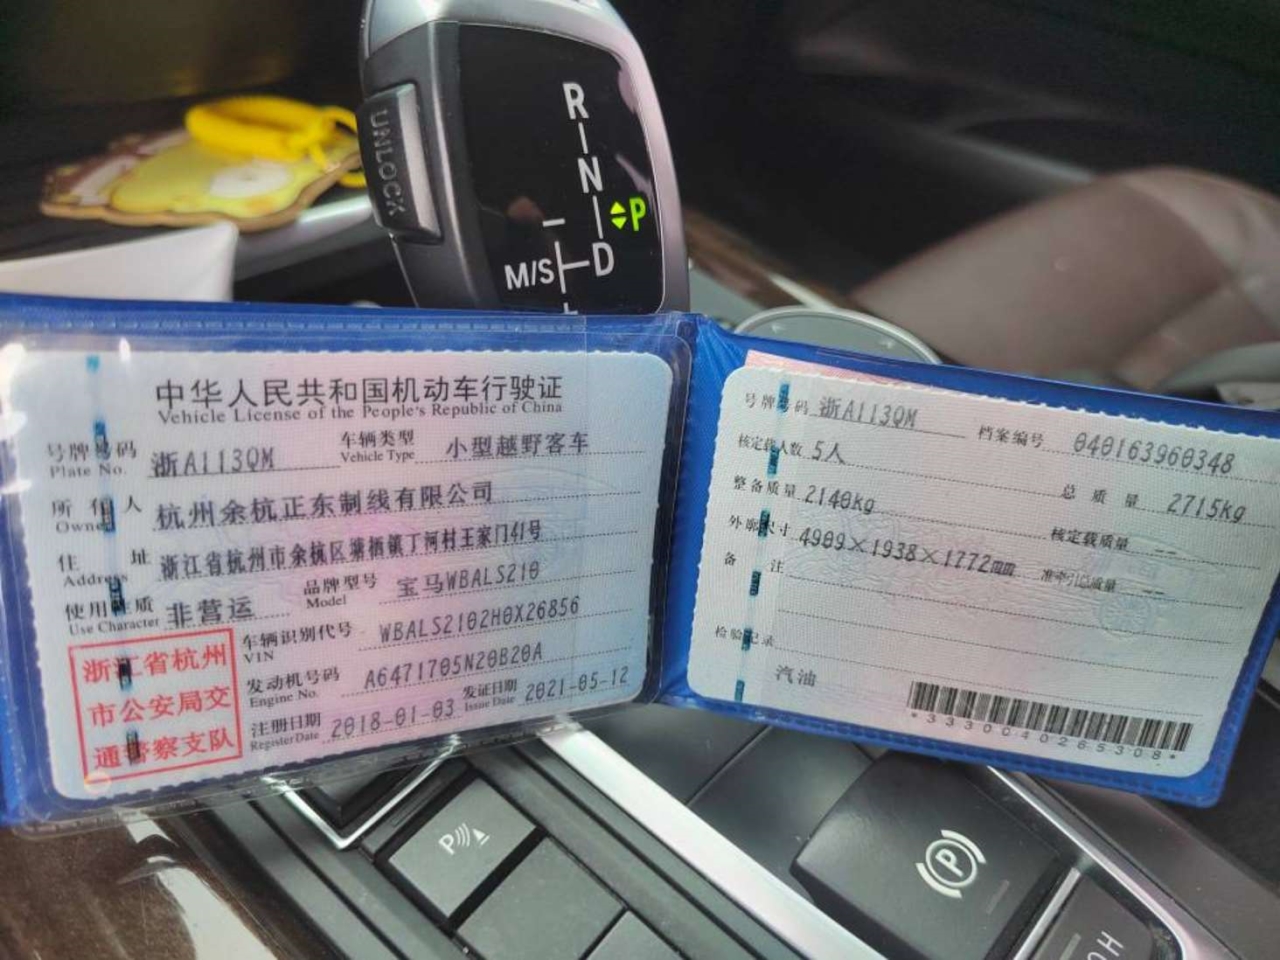 R
N
P
M/S
D
UNLOCK
中华人民共和国机动车行驶证
Vehicle License of the People's Republic of China
号牌号码 浙A113QM 车辆类型 小型越野客车
Plate No. Vehicle Type
所有人 杭州余杭正东制线有限公司
Owner
住址 浙江省杭州市余杭区塘栖镇丁河村王家门41号
Address
使用性质 非营运 品牌型号 宝马WBALS210
Use Character Model
车辆识别代号 WBALS2102H0X26856
VIN
发动机号码 A6471705N20B20A
Engine No.
注册日期 2018-01-03 发证日期 2021-05-12
Register Date Issue Date
浙江省杭州
市公安局交
通警察支队
号牌号码 浙A113QM 档案编号 040163960348
核定载人数 5人 总质量 2715kg
整备质量 2140kg 核定载质量 --
外廓尺寸 4909×1938×1772mm 准牵引总质量 --
备注
检验记录
汽油
*3330040265308*
P
(P)